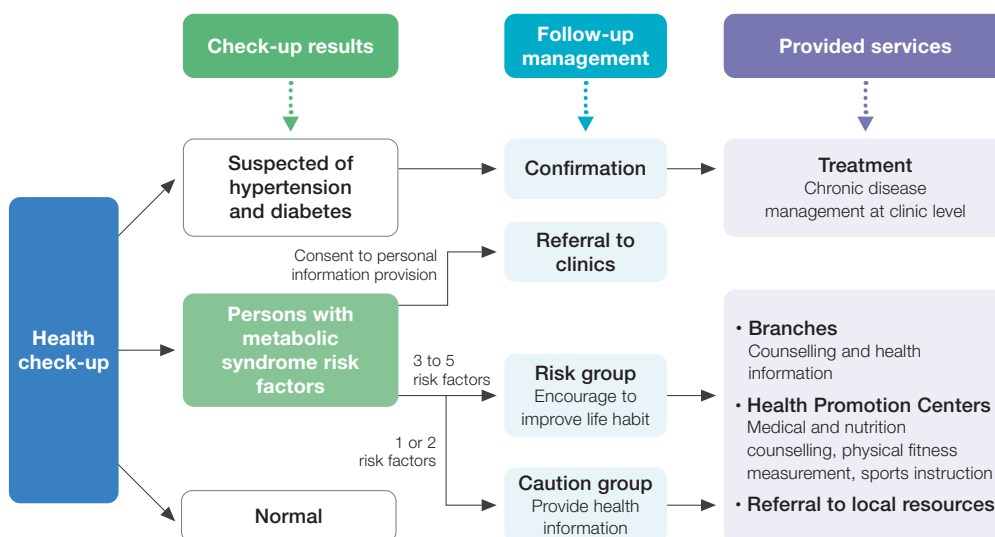 Check-up results
Follow-up
management
Provided services
Suspected of
hypertension
and diabetes
Confirmation
Treatment
Chronic disease
management at clinic level
Consent to personal
information provision
Referral to
clinics
Health
check-up
Persons with
metabolic
syndrome risk
factors
3 to 5
risk factors
Risk group
Encourage to
improve life habit
1 or 2
risk factors
Caution group
Provide health
information
Normal
• Branches
Counselling and health
information
• Health Promotion Centers
Medical and nutrition
counselling, physical fitness
measurement, sports instruction
• Referral to local resources